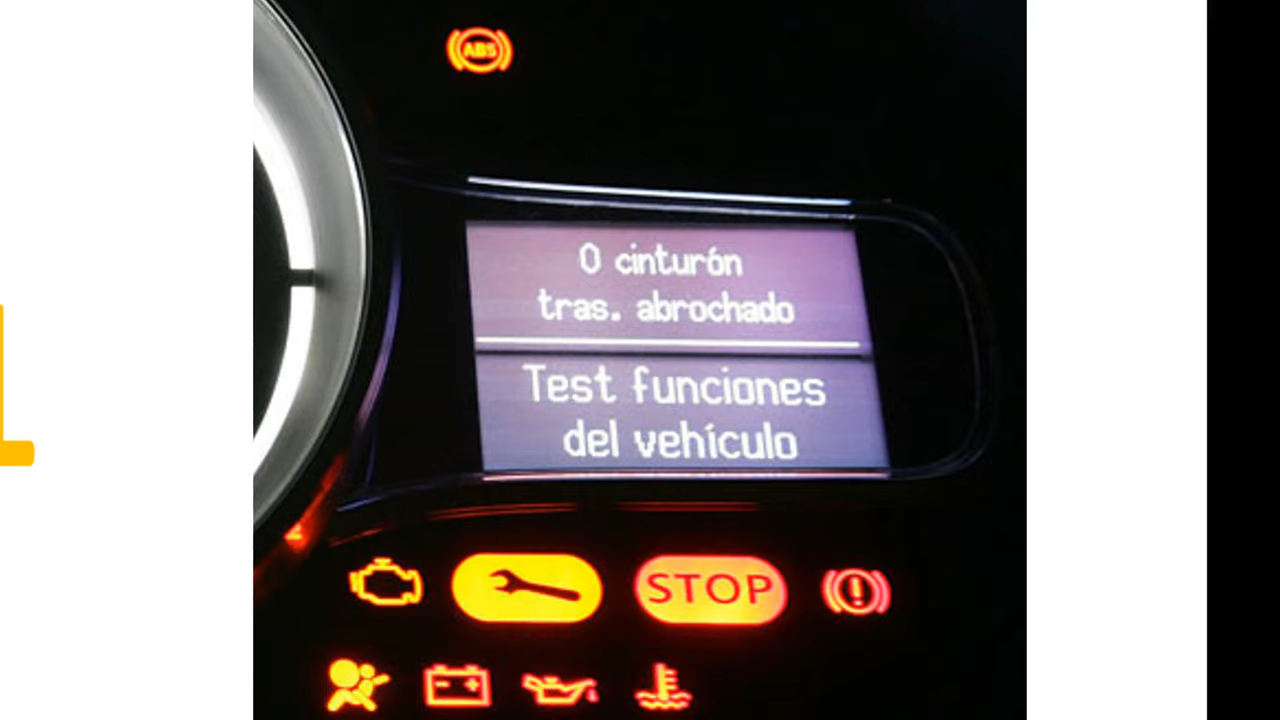 ABS
0 cinturón
tras. abrochado
Test funciones
del vehículo
STOP